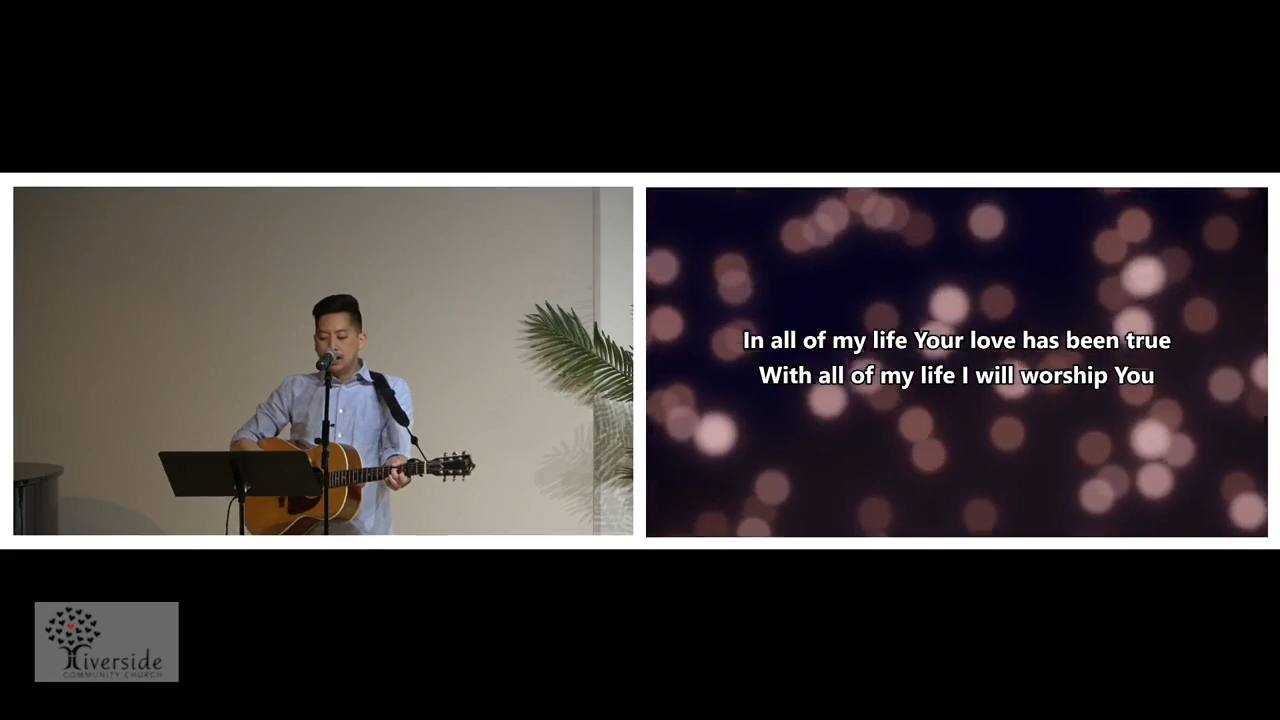 In all of my life Your love has been true
With all of my life I will worship You
Riverside
COMMUNITY CHURCH